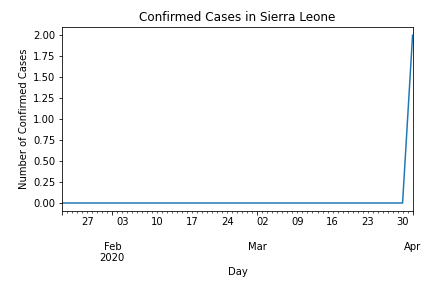 Confirmed Cases in Sierra Leone
Number of Confirmed Cases
2.00
1.75
1.50
1.25
1.00
0.75
0.50
0.25
0.00
27 03 10 17 24 02 09 16 23 30
Feb Mar Apr
2020
Day